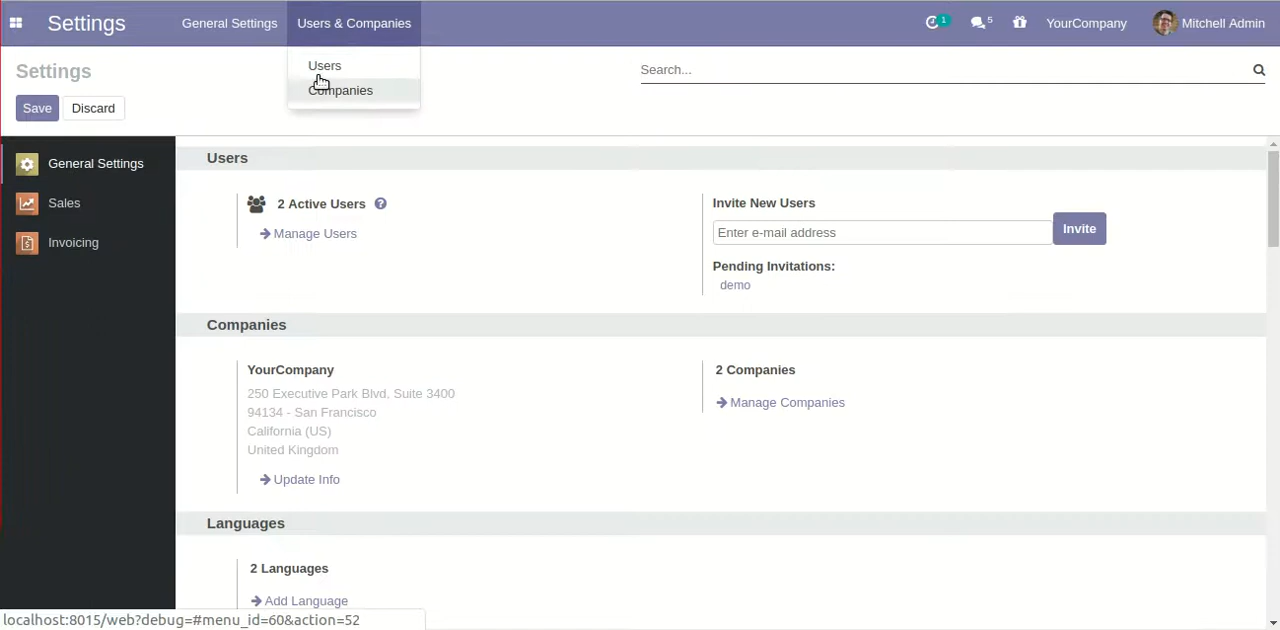 Settings
General Settings
Users & Companies
1
5
YourCompany
Mitchell Admin
Users
Companies
Settings
Search...
Save
Discard
General Settings
Sales
Invoicing
Users
2 Active Users
?
Manage Users
Invite New Users
Enter e-mail address
Invite
Pending Invitations:
demo
Companies
YourCompany
250 Executive Park Blvd, Suite 3400
94134 - San Francisco
California (US)
United Kingdom
Update Info
2 Companies
Manage Companies
Languages
2 Languages
Add Language
localhost:8015/web?debug=#menu_id=60&action=52